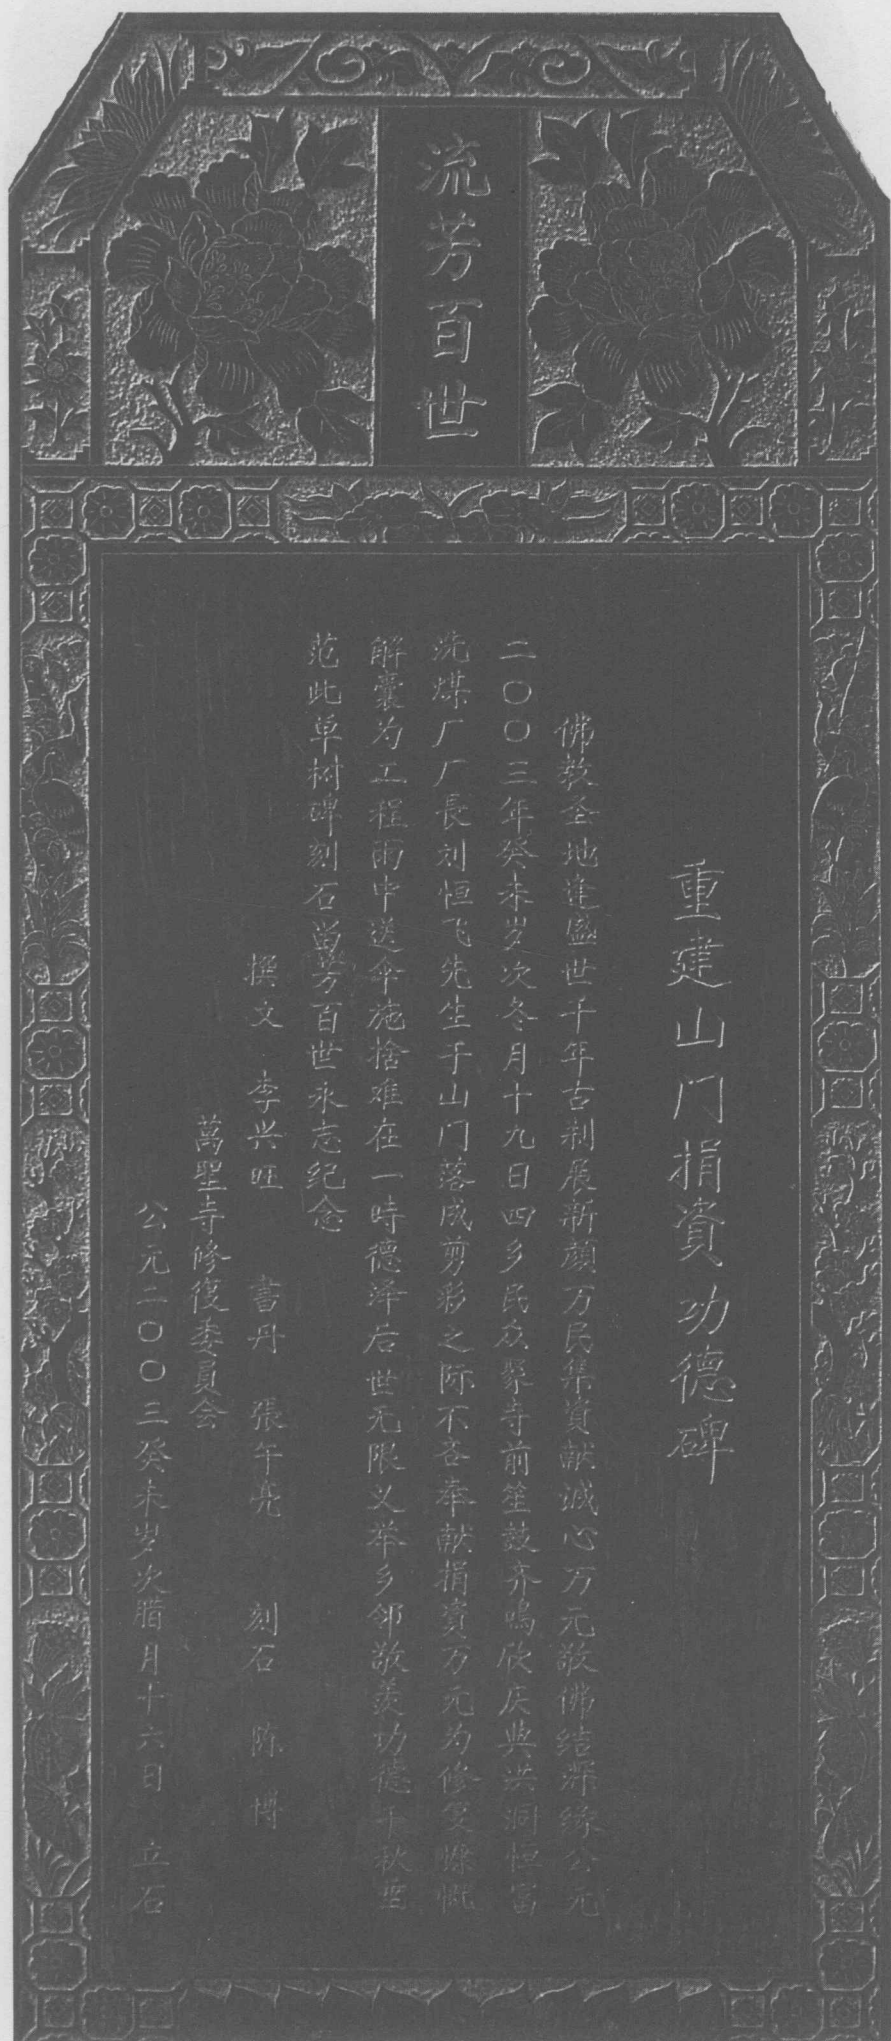 流芳百世
重建山门捐資功德碑
佛教圣地逢盛世千年古刹展新顔万民集資献诚心万元敬佛结善缘公元
二〇〇三年癸未岁次冬月十九日四乡民众聚寺前笙鼓齐鳴欣庆典洪洞恒富
洗煤厂厂長刘恒飞先生于山门落成剪彩之际不吝奉献捐資万元为修寺慷慨
解囊为工程雨中送伞施捨难在一時德泽后世无限义举乡邻敬羡功德千秋
范此单树碑刻石萬芳百世永志纪念
撰文 李兴旺 書丹 張午亮 刻石 陈博
萬聖寺修復委員会
公元二〇〇三癸未岁次腊月十六日 立石